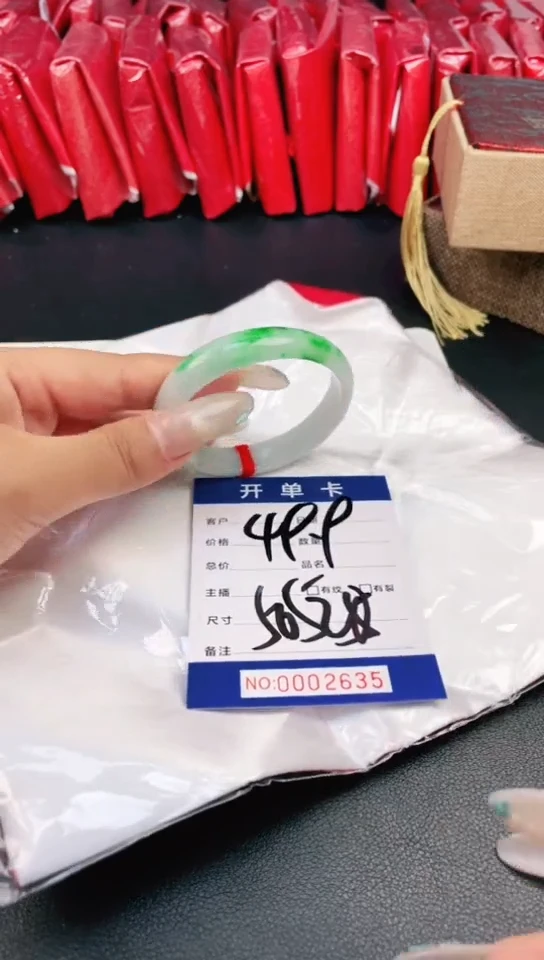 开单卡
客户
价格 499 数量
总价 品名
主播 有纹 有裂
尺寸
备注
NO:0002635